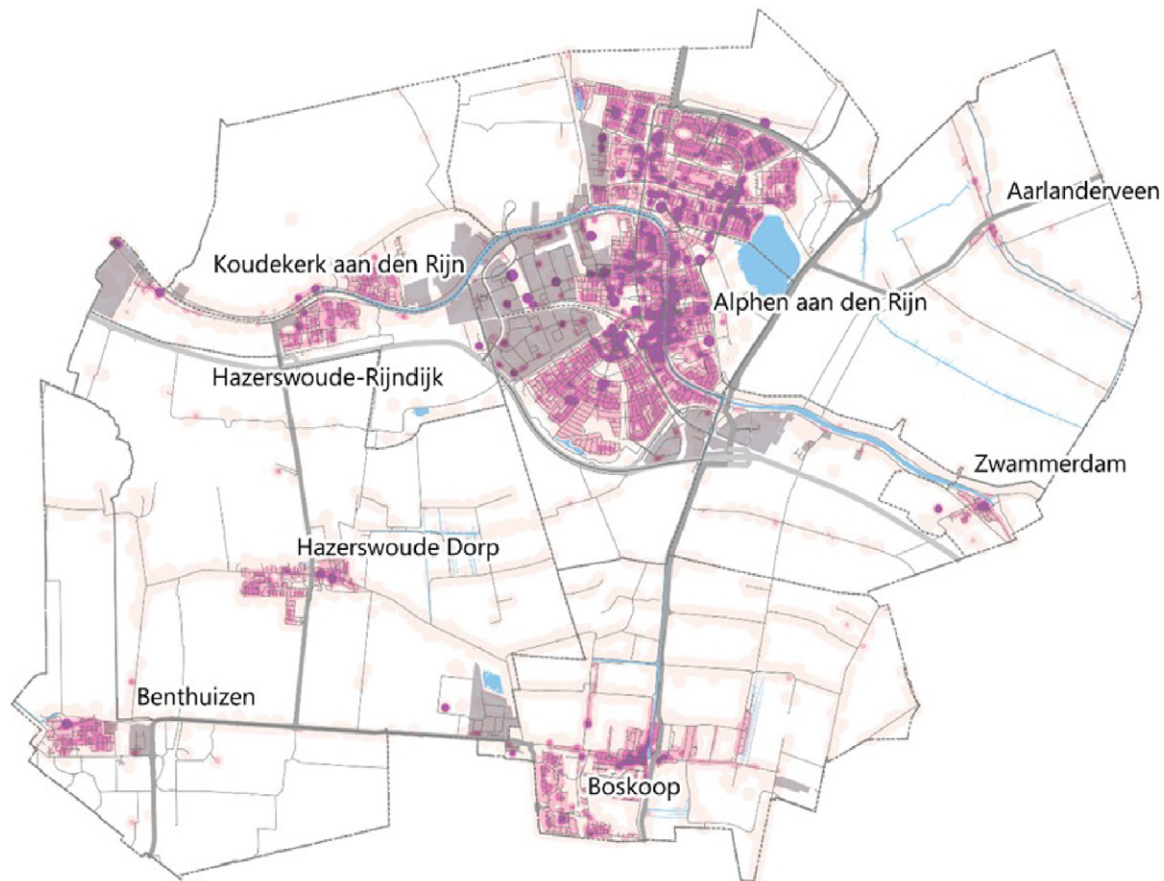 Aarlanderveen
Koudekerk aan den Rijn
Alphen aan den Rijn
Hazerswoude-Rijndijk
Zwammerdam
Hazerswoude Dorp
Benthuizen
Boskoop